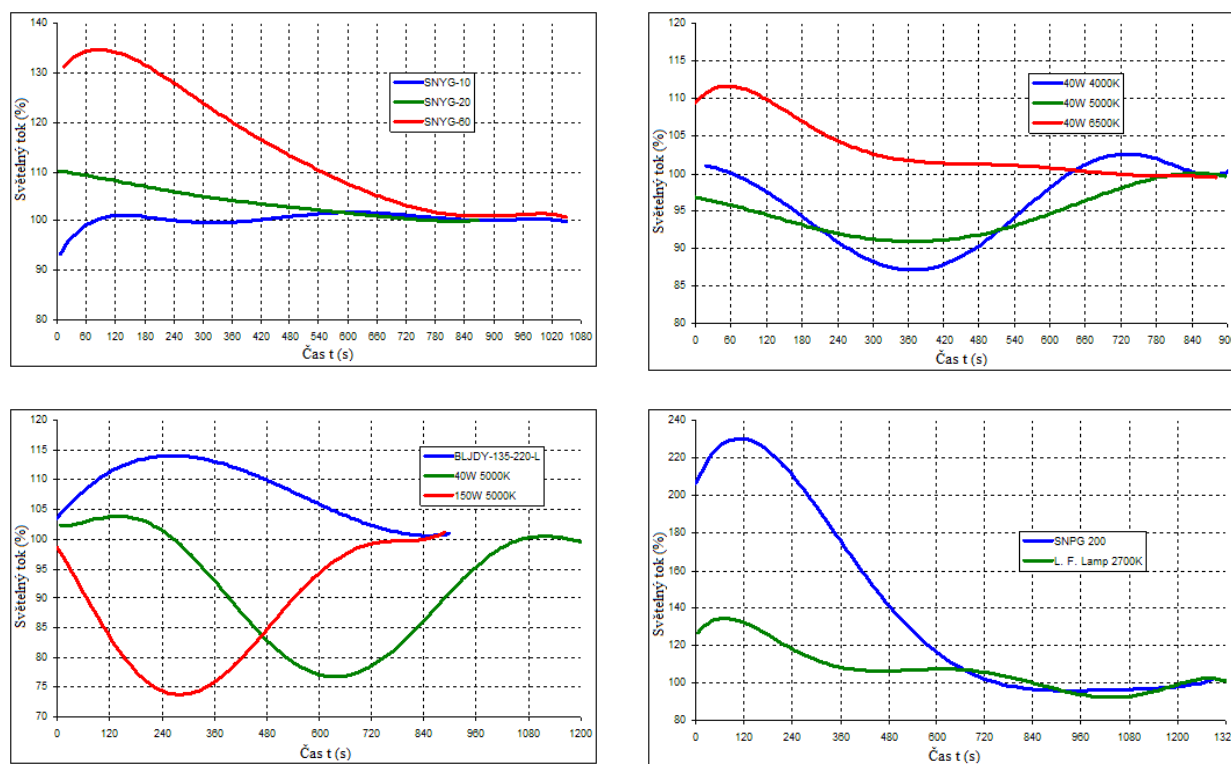 140
130
120
110
100
90
80
Světelný tok (%)
SNYG-10
SNYG-20
SNYG-60
0 60 120 180 240 300 360 420 480 540 600 660 720 780 840 900 960 1020 1080
Čas t (s)
120
115
110
105
100
95
90
85
80
Světelný tok (%)
40W 4000K
40W 5000K
40W 6500K
0 60 120 180 240 300 360 420 480 540 600 660 720 780 840 90
Čas t (s)
120
115
110
105
100
95
90
85
80
75
70
Světelný tok (%)
BLJDY-135-220-L
40W 5000K
150W 5000K
0 120 240 360 480 600 720 840 960 1080 1200
Čas t (s)
240
220
200
180
160
140
120
100
80
Světelný tok (%)
SNPG 200
L. F. Lamp 2700K
0 120 240 360 480 600 720 840 960 1080 1200 1320
Čas t (s)